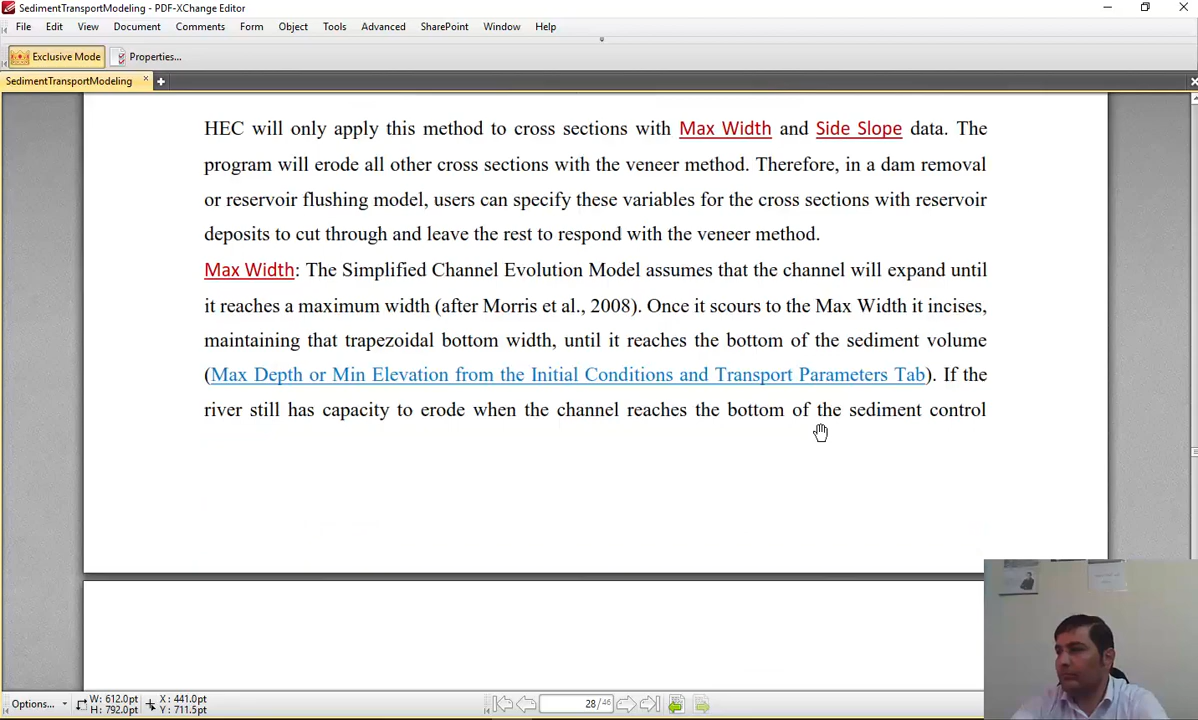 SedimentTransportModeling - PDF-XChange Editor
File Edit View Document Comments Form Object Tools Advanced SharePoint Window Help
Exclusive Mode Properties...
SedimentTransportModeling
HEC will only apply this method to cross sections with Max Width and Side Slope data. The
program will erode all other cross sections with the veneer method. Therefore, in a dam removal
or reservoir flushing model, users can specify these variables for the cross sections with reservoir
deposits to cut through and leave the rest to respond with the veneer method.
Max Width: The Simplified Channel Evolution Model assumes that the channel will expand until
it reaches a maximum width (after Morris et al., 2008). Once it scours to the Max Width it incises,
maintaining that trapezoidal bottom width, until it reaches the bottom of the sediment volume
(Max Depth or Min Elevation from the Initial Conditions and Transport Parameters Tab). If the
river still has capacity to erode when the channel reaches the bottom of the sediment control
Options... W: 612.0pt X: 441.0pt
H: 792.0pt Y: 711.5pt
28 / 46